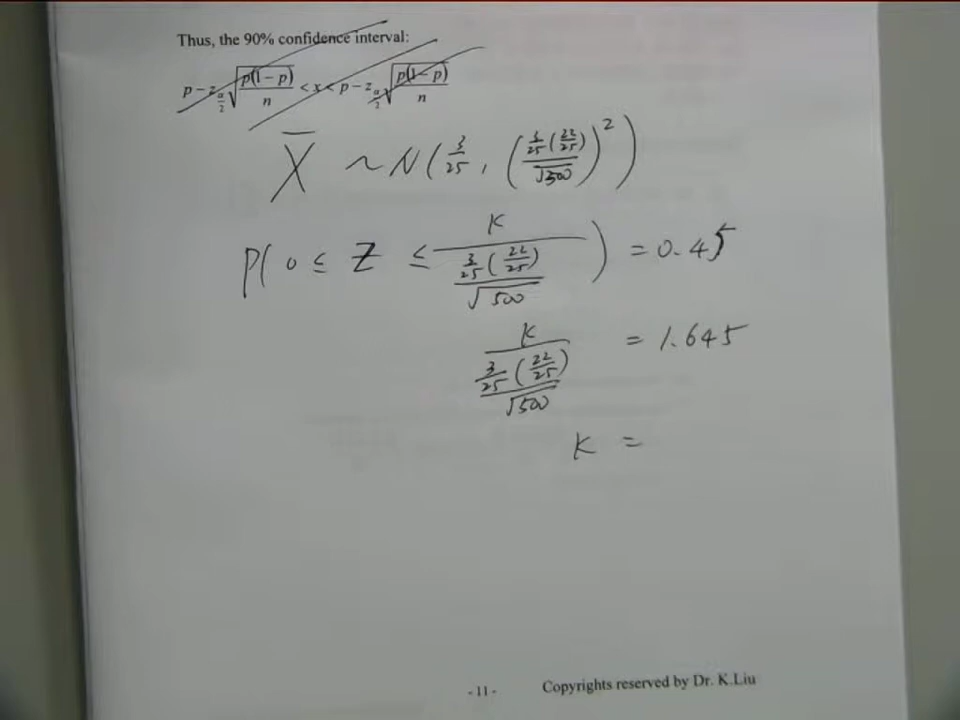 Thus, the 90% confidence interval:
p − z_{α/2} √(p(1−p)/n) < x < p − z_{α/2} √(p(1−p)/n)
X̄ ~ N(3/25, ((3/25(22/25))/√500)²)
P(0 ≤ Z ≤ K/((3/25(22/25))/√500)) = 0.45
K/((3/25(22/25))/√500) = 1.645
K =
- 11 - Copyrights reserved by Dr. K.Liu